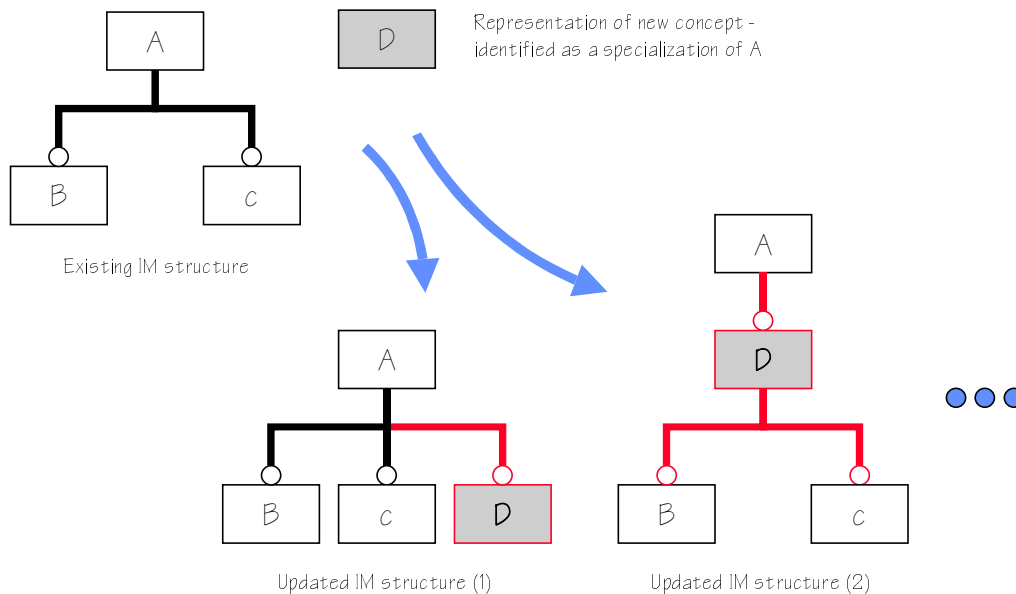 A
D
Representation of new concept -
identified as a specialization of A
B
c
Existing IM structure
A
D
B
c
A
B
c
D
Updated IM structure (1)
Updated IM structure (2)